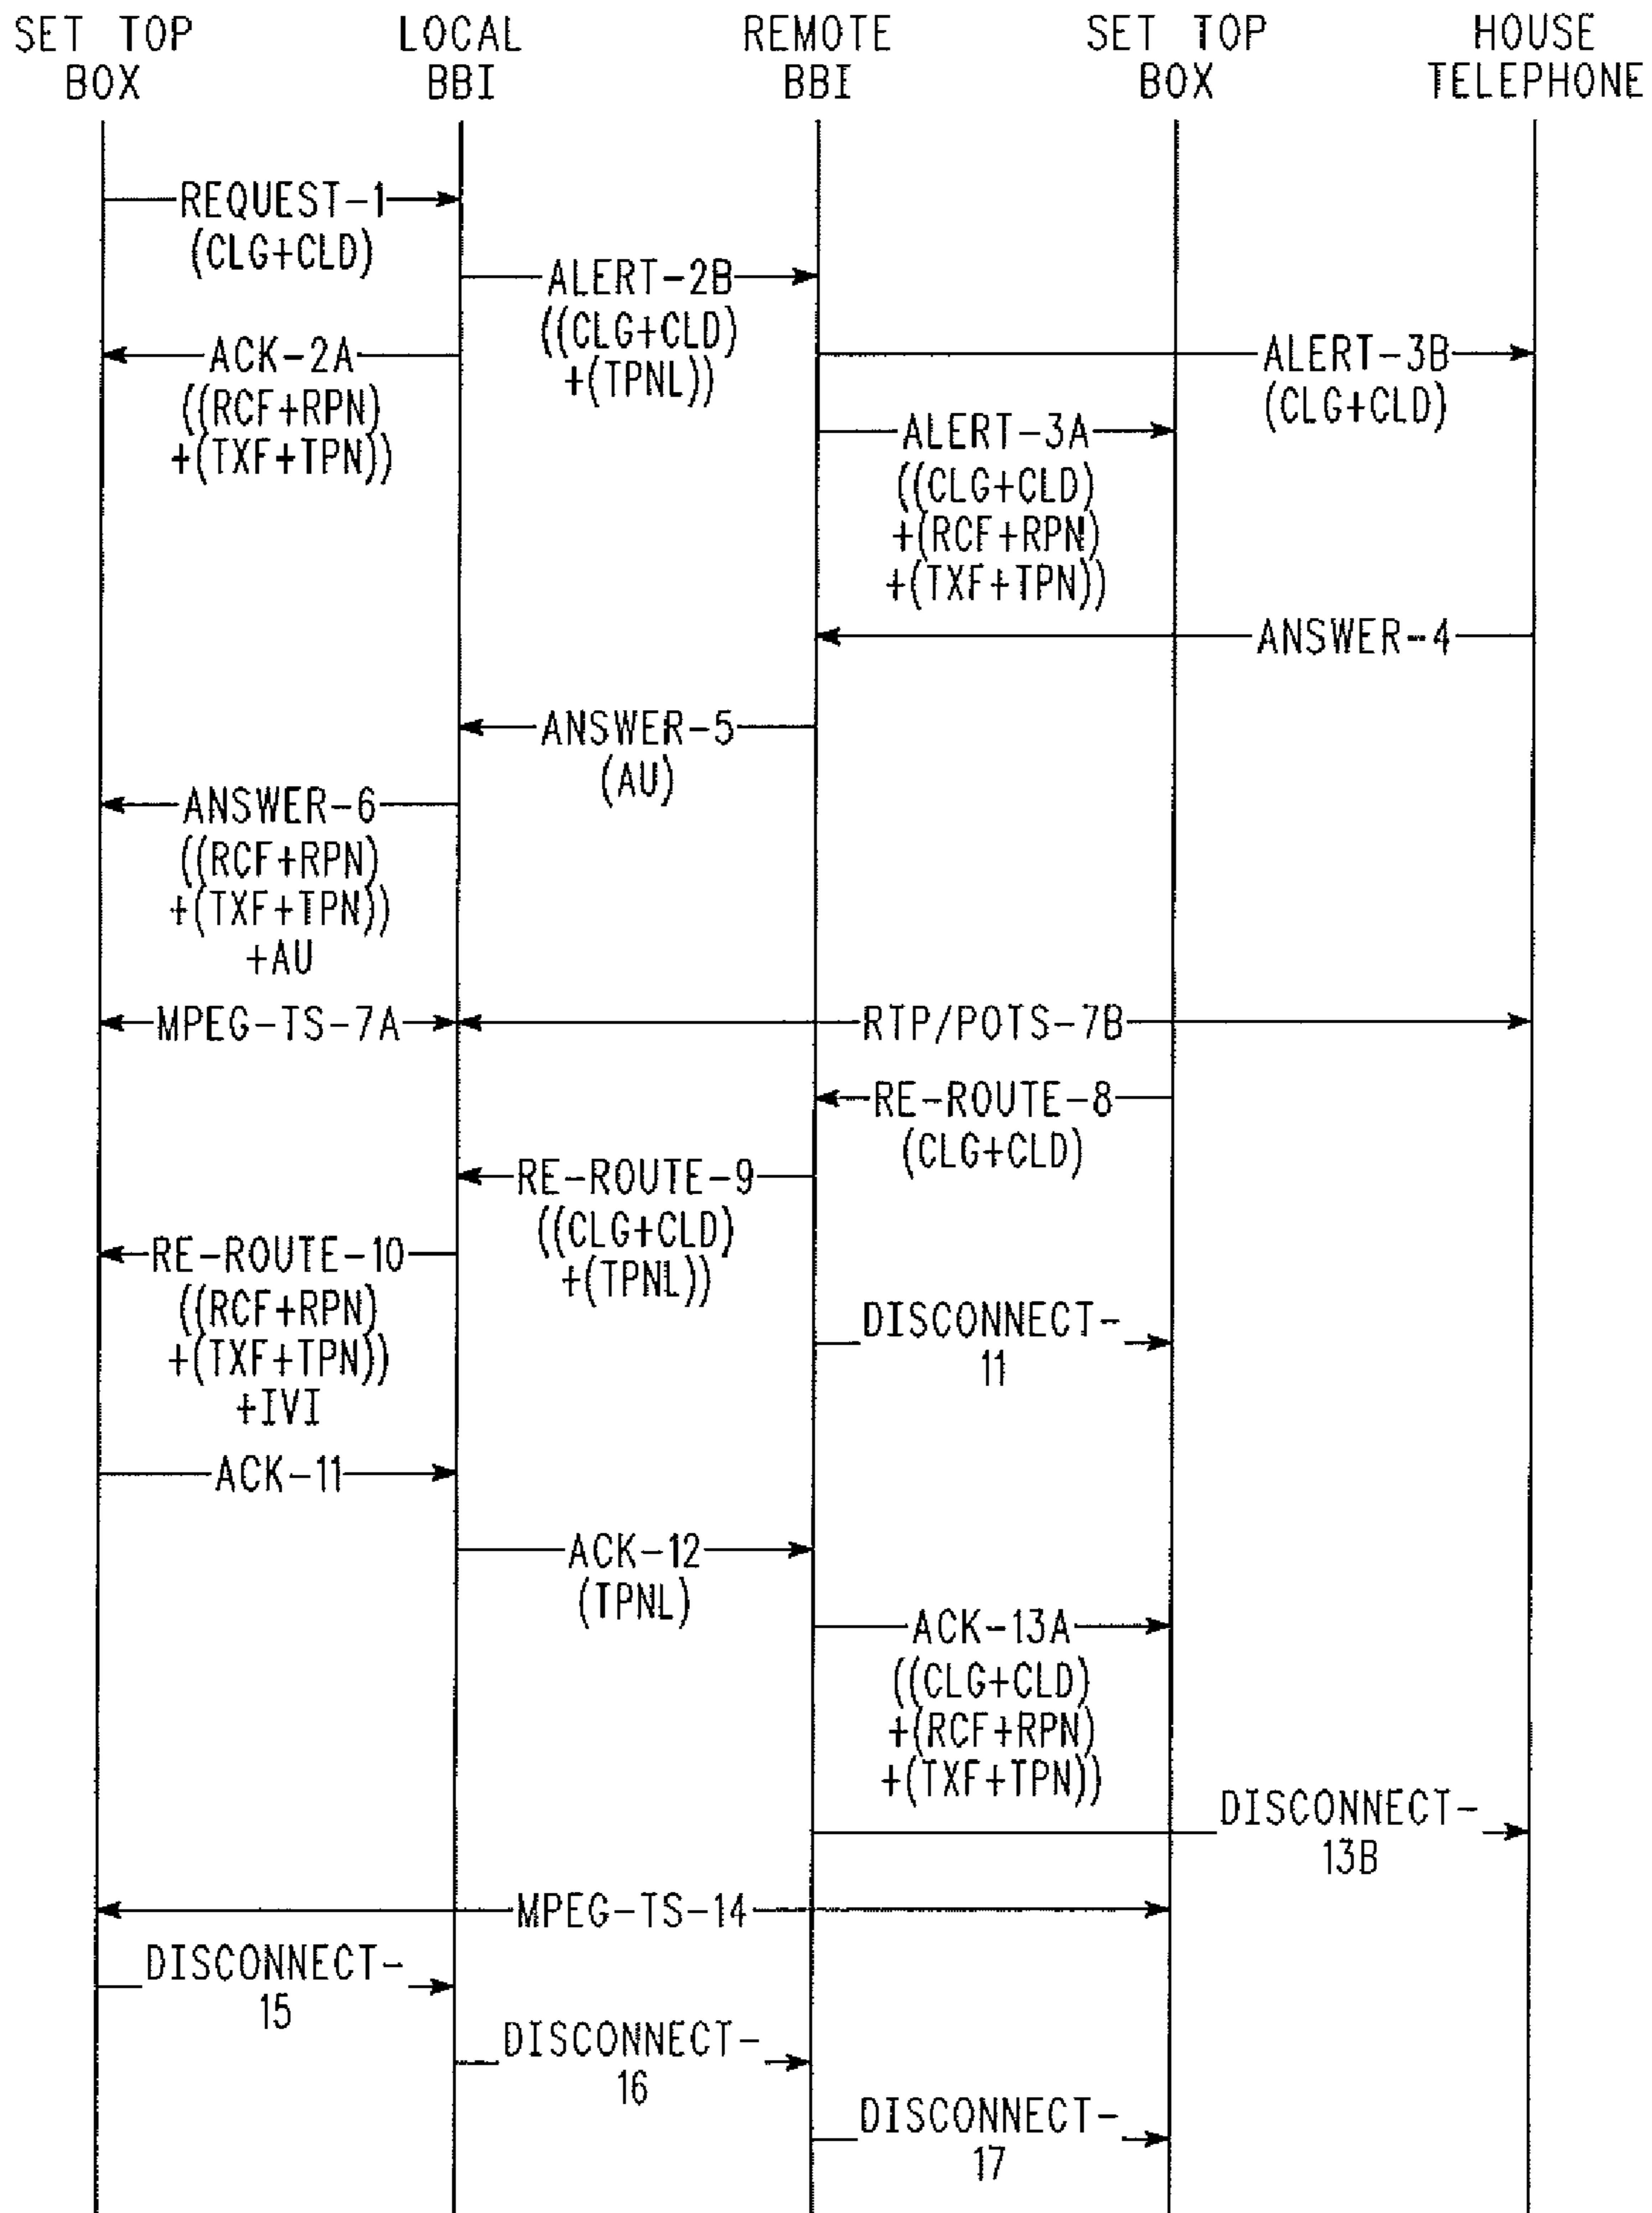 SET TOP
BOX
LOCAL
BBI
REMOTE
BBI
SET TOP
BOX
HOUSE
TELEPHONE
REQUEST-1
(CLG+CLD)
ALERT-2B
((CLG+CLD)
+(TPNL))
ACK-2A
((RCF+RPN)
+(TXF+TPN))
ALERT-3B
(CLG+CLD)
ALERT-3A
((CLG+CLD)
+(RCF+RPN)
+(TXF+TPN))
ANSWER-4
ANSWER-5
(AU)
ANSWER-6
((RCF+RPN)
+(TXF+TPN))
+AU
MPEG-TS-7A
RTP/POTS-7B
RE-ROUTE-8
(CLG+CLD)
RE-ROUTE-9
((CLG+CLD)
+(TPNL))
RE-ROUTE-10
((RCF+RPN)
+(TXF+TPN))
+IVI
DISCONNECT-
11
ACK-11
ACK-12
(TPNL)
ACK-13A
((CLG+CLD)
+(RCF+RPN)
+(TXF+TPN))
DISCONNECT-
13B
MPEG-TS-14
DISCONNECT-
15
DISCONNECT-
16
DISCONNECT-
17